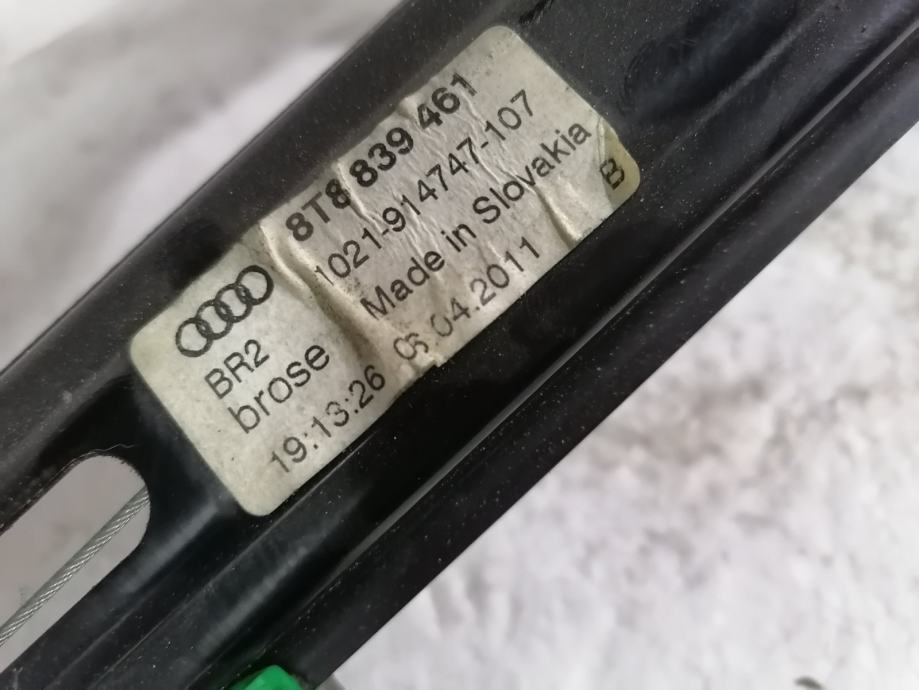 8T8 839 461
1021-914747-107
Made in Slovakia
BR2
brose
B
19:13:26 06.04.2011